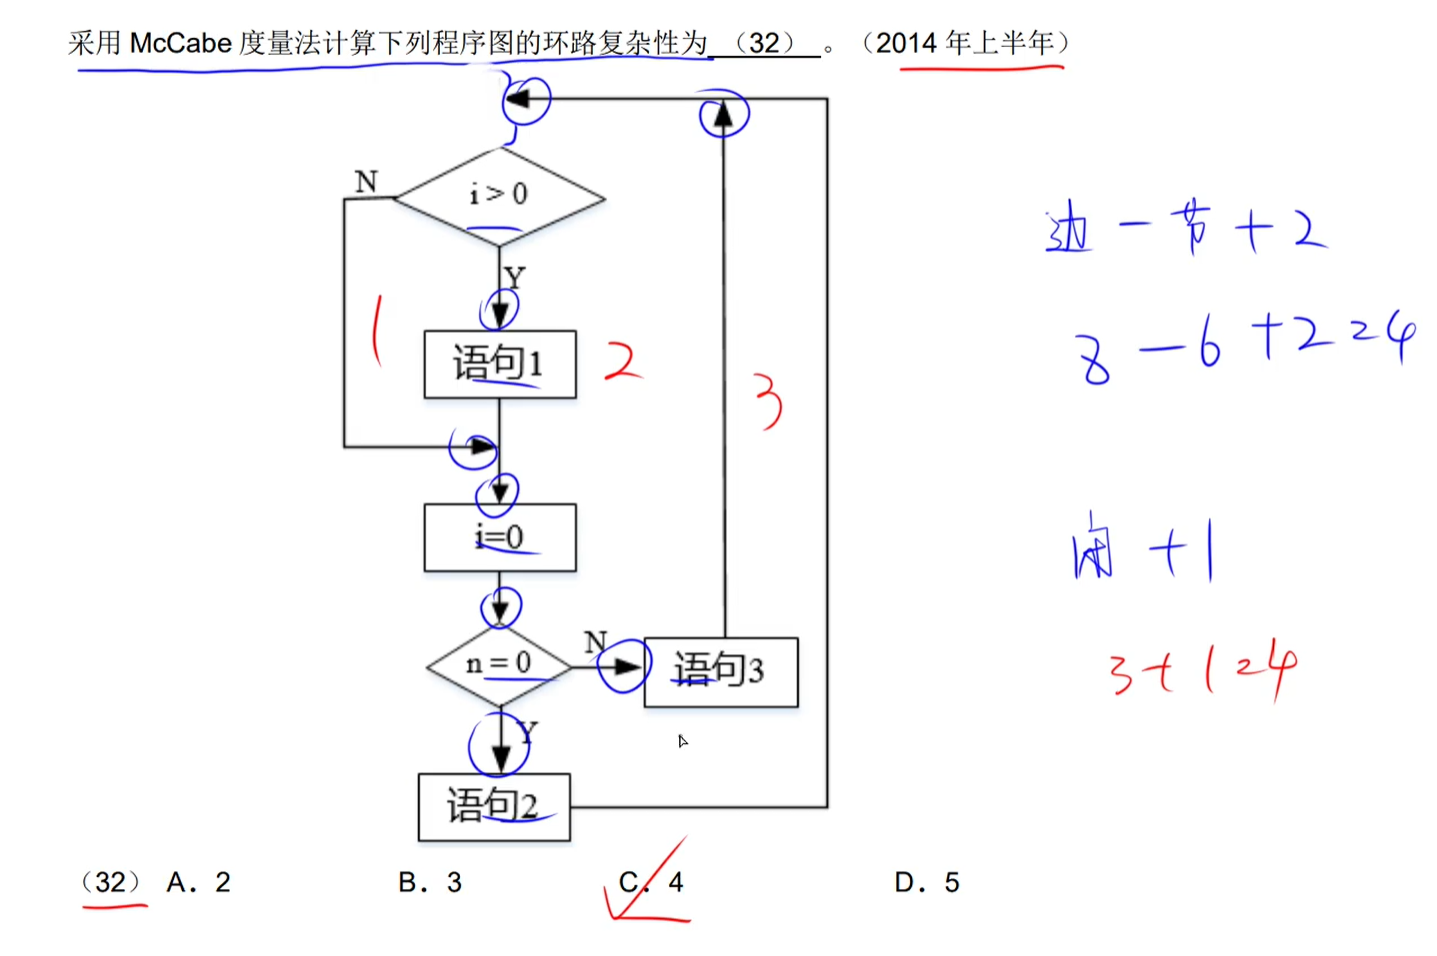 采用 McCabe 度量法计算下列程序图的环路复杂性为 （32） 。（2014 年上半年）
N
i > 0
Y
1
语句1
2
3
i=0
n = 0
N
语句3
Y
语句2
边 - 节 + 2
8 - 6 + 2 = 4
闭 + 1
3 + 1 = 4
（32） A. 2 B. 3 C. 4 D. 5